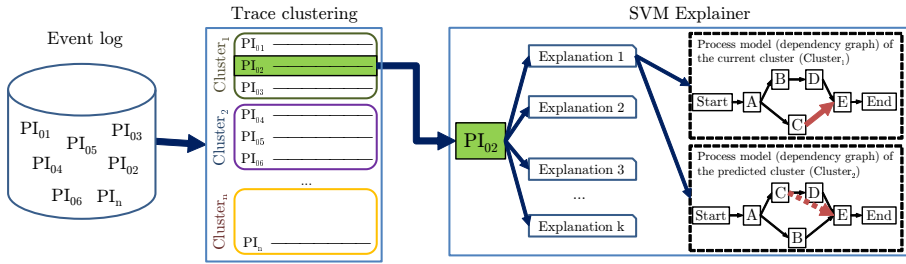 Event log
PI01
PI03
PI05
PI04
PI02
PI06
PIn
Trace clustering
Cluster1
PI01
PI02
PI03
Cluster2
PI04
PI05
PI06
...
Clustern
PIn
SVM Explainer
PI02
Explanation 1
Explanation 2
Explanation 3
...
Explanation k
Process model (dependency graph) of
the current cluster (Cluster1)
B
D
Start
A
E
End
C
Process model (dependency graph) of
the predicted cluster (Cluster2)
C
D
Start
A
E
End
B